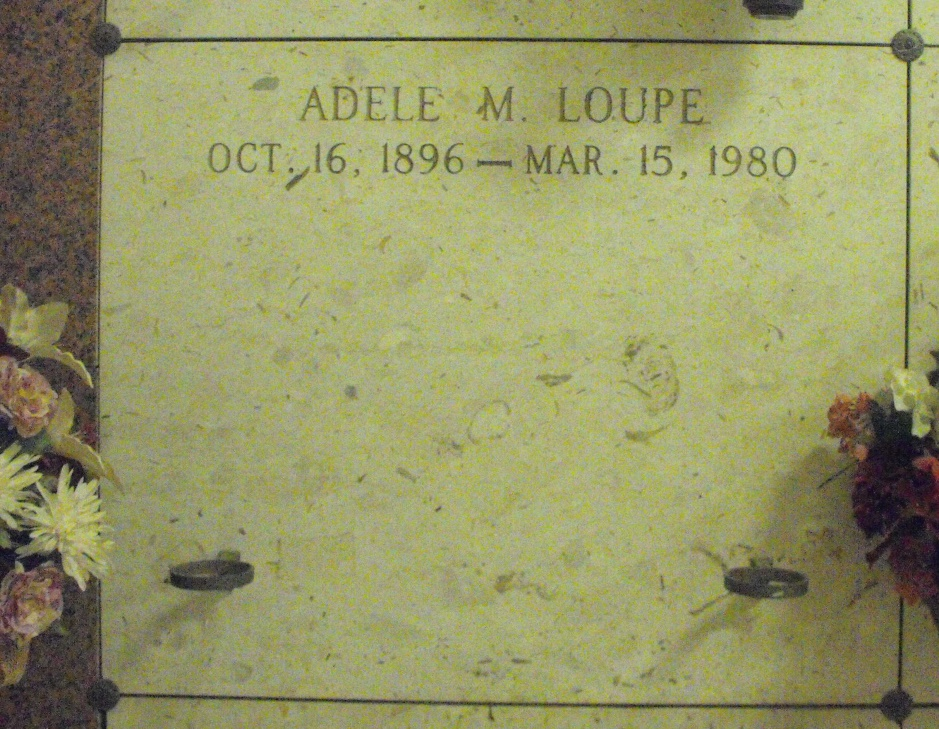 ADELE M. LOUPE
OCT. 16, 1896 — MAR. 15, 1980